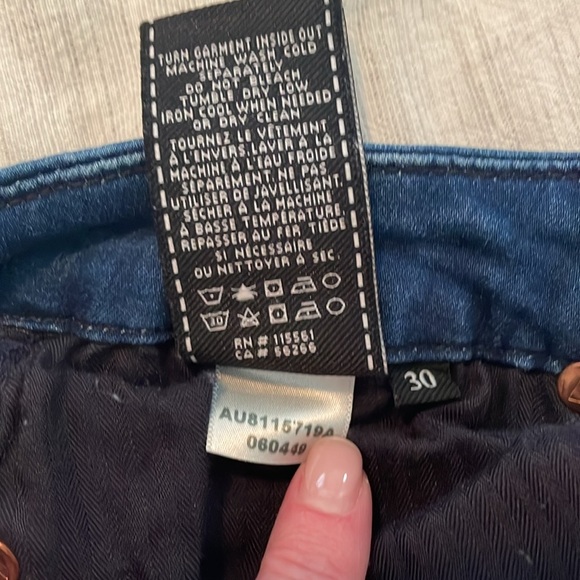 TURN GARMENT INSIDE OUT
MACHINE WASH COLD
SEPARATELY
DO NOT BLEACH
TUMBLE DRY LOW
IRON COOL WHEN NEEDED
OR DRY CLEAN
TOURNEZ LE VÊTEMENT
À L'ENVERS.LAVER À LA
MACHINE À L'EAU FROIDE
SÉPARÉMENT. NE PAS
UTILISER DE JAVELLISANT.
SÉCHER À LA MACHINE
À BASSE TEMPÉRATURE.
REPASSER AU FER TIÈDE
SI NÉCESSAIRE
OU NETTOYER À SEC.
30
RN # 115561
CA # 56266
30
AU8115719A
060449